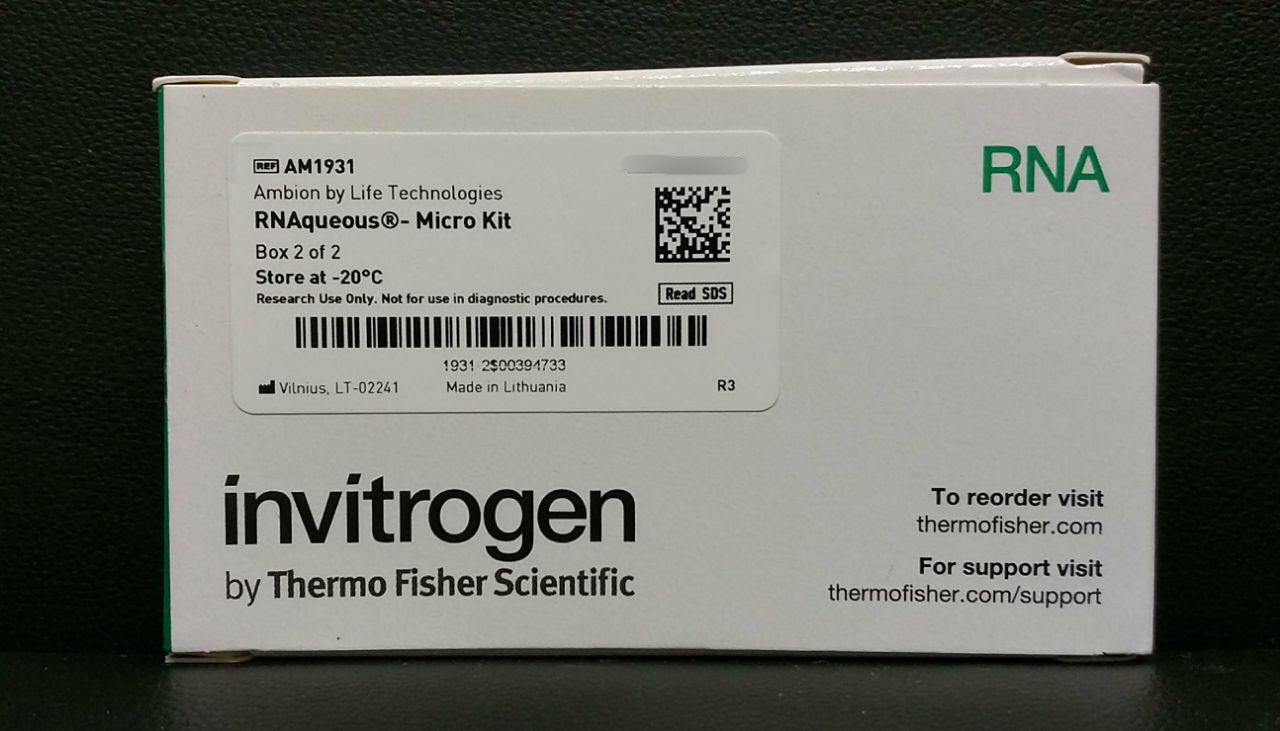 REF AM1931
Ambion by Life Technologies
RNAqueous®- Micro Kit
Box 2 of 2
Store at -20°C
Research Use Only. Not for use in diagnostic procedures.
Read SDS
1931 2$00394733
Vilnius, LT-02241 Made in Lithuania R3
RNA
invitrogen
by Thermo Fisher Scientific
To reorder visit
thermofisher.com
For support visit
thermofisher.com/support